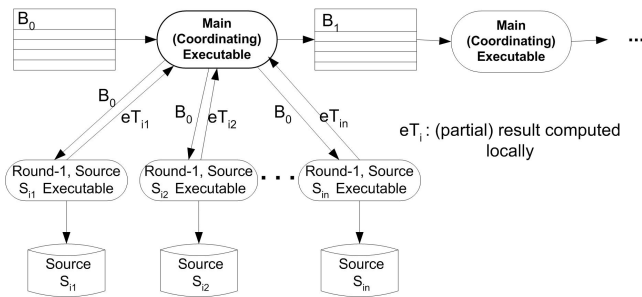 B0
Main
(Coordinating)
Executable
B1
Main
(Coordinating)
Executable
...
B0
eTi1
B0
eTi2
B0
eTin
eTi : (partial) result computed
locally
Round-1, Source
Si1 Executable
Round-1, Source
Si2 Executable
...
Round-1, Source
Sin Executable
Source
Si1
Source
Si2
Source
Sin